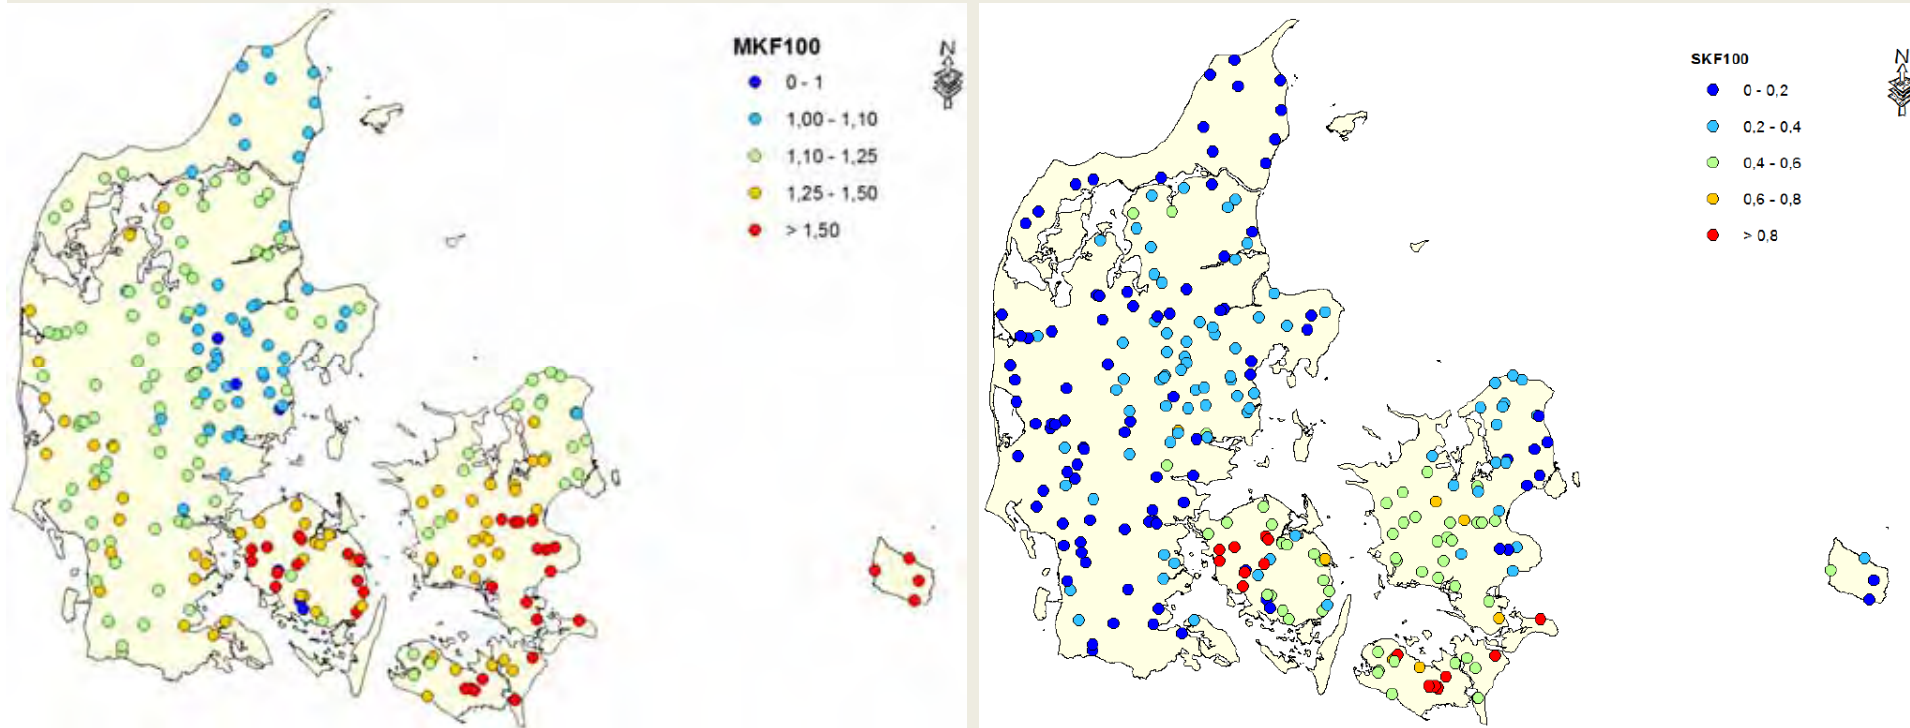 MKF100
N
0 - 1
1,00 - 1,10
1,10 - 1,25
1,25 - 1,50
> 1,50
SKF100
N
0 - 0,2
0,2 - 0,4
0,4 - 0,6
0,6 - 0,8
> 0,8